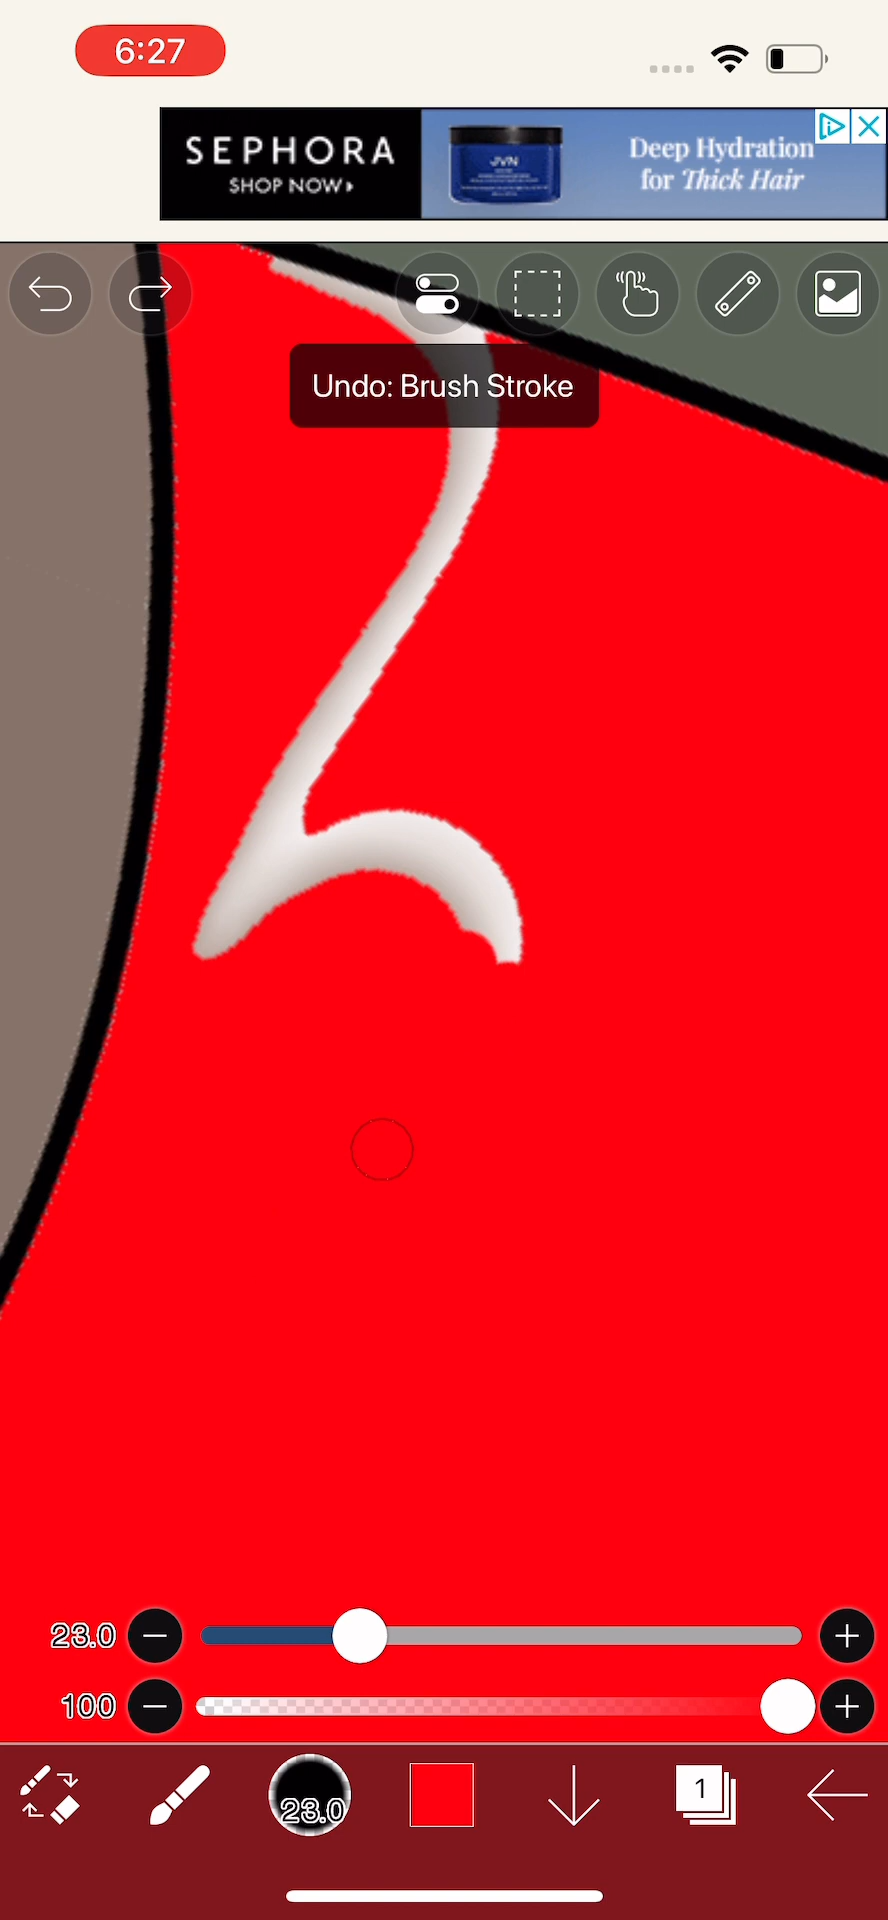 6:27
SEPHORA
SHOP NOW
JVN
Deep Hydration
for Thick Hair
Undo: Brush Stroke
23.0
100
23.0
1